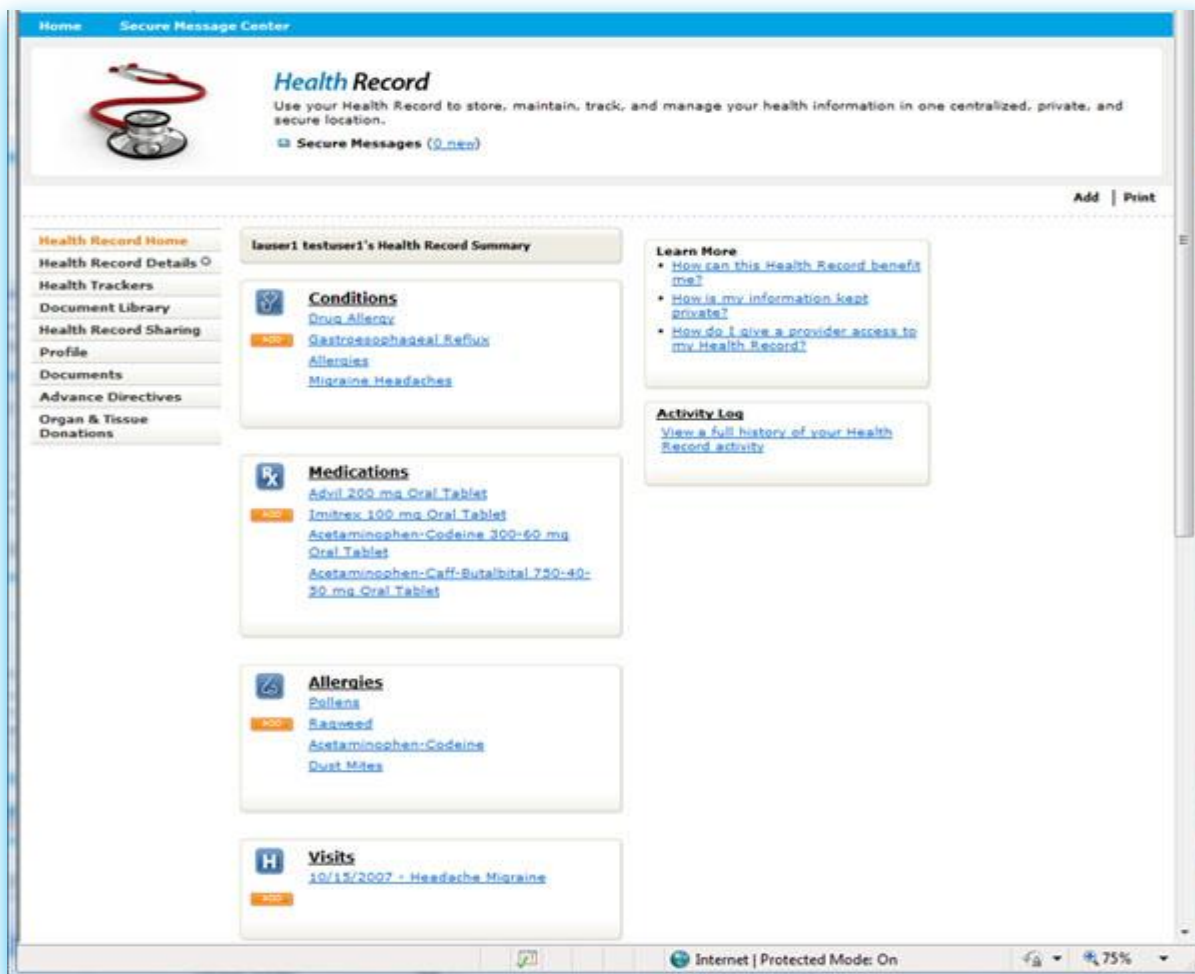 Home Secure Message Center
Health Record
Use your Health Record to store, maintain, track, and manage your health information in one centralized, private, and
secure location.
Secure Messages (0 new)
Add | Print
Health Record Home
Health Record Details
Health Trackers
Document Library
Health Record Sharing
Profile
Documents
Advance Directives
Organ & Tissue
Donations
lauser1 testuser1's Health Record Summary
Conditions
ADD
Drug Allergy
Gastroesophageal Reflux
Allergies
Migraine Headaches
Medications
ADD
Advil 200 mg Oral Tablet
Imitrex 100 mg Oral Tablet
Acetaminophen-Codeine 300-60 mg
Oral Tablet
Acetaminophen-Caff-Butalbital 750-40-
50 mg Oral Tablet
Allergies
ADD
Pollens
Ragweed
Acetaminophen-Codeine
Dust Mites
H
Visits
ADD
10/15/2007 - Headache Migraine
Learn More
• How can this Health Record benefit
me?
• How is my information kept
private?
• How do I give a provider access to
my Health Record?
Activity Log
View a full history of your Health
Record activity
Internet | Protected Mode: On
75%